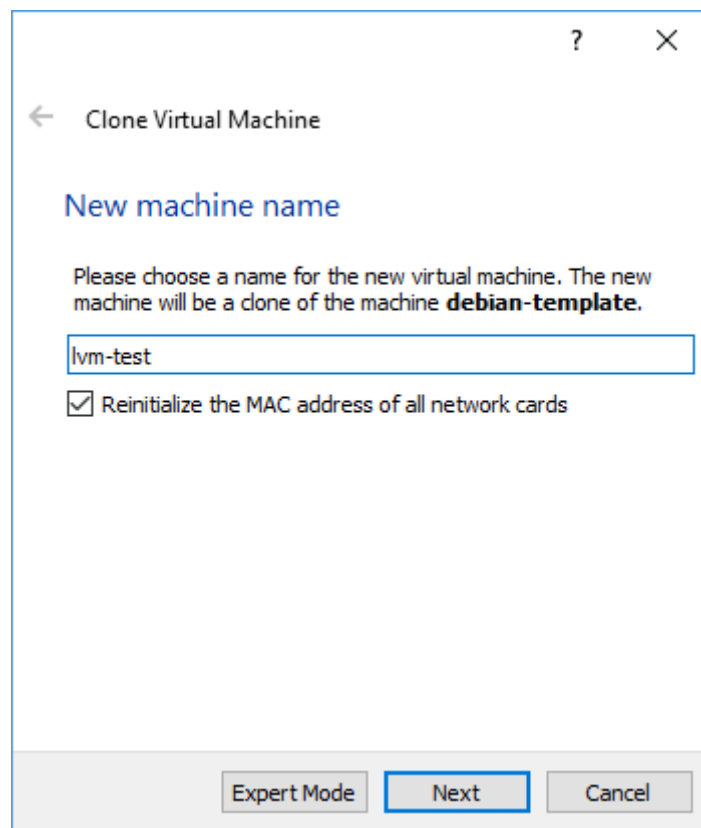 ?
Clone Virtual Machine
New machine name
Please choose a name for the new virtual machine. The new
machine will be a clone of the machine debian-template.
lvm-test
Reinitialize the MAC address of all network cards
Expert Mode Next Cancel